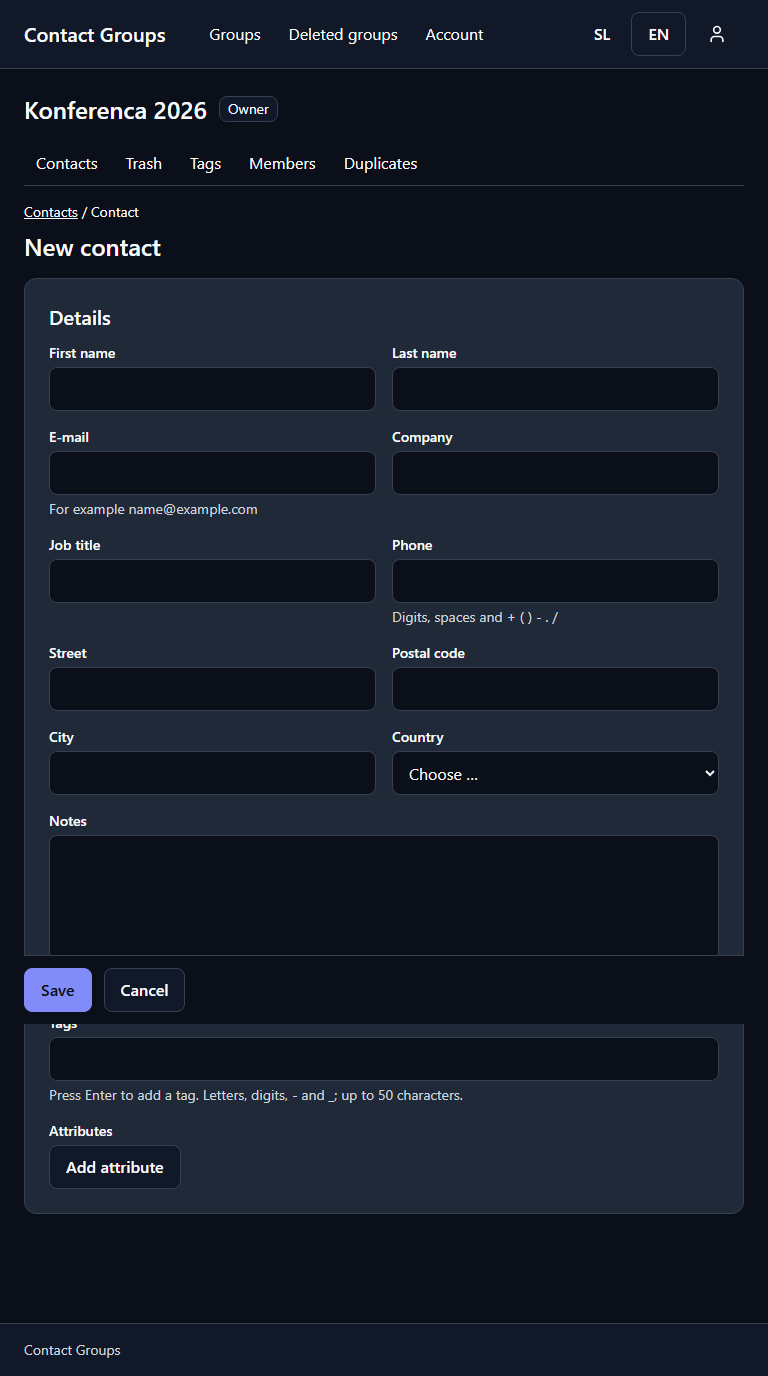 Contact Groups Groups Deleted groups Account SL EN
Konferenca 2026 Owner
Contacts Trash Tags Members Duplicates
Contacts / Contact
New contact
Details
First name Last name
E-mail Company
For example name@example.com
Job title Phone
Digits, spaces and + ( ) - . /
Street Postal code
City Country
Choose ...
Notes
Save Cancel
Tags
Press Enter to add a tag. Letters, digits, - and _; up to 50 characters.
Attributes
Add attribute
Contact Groups